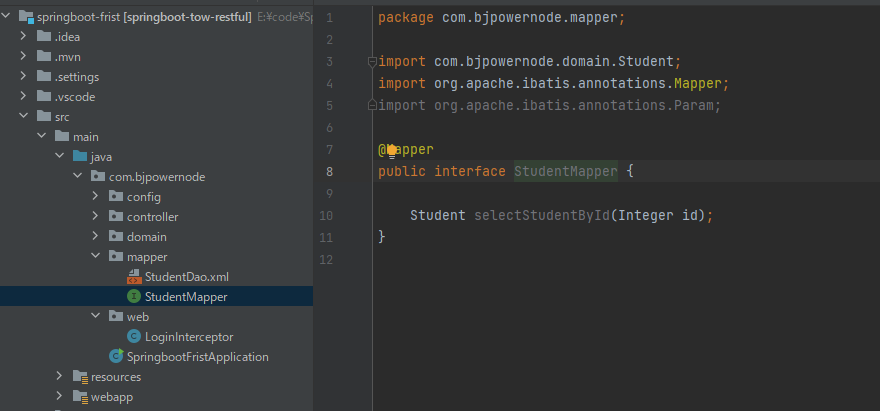 springboot-frist [springboot-tow-restful] E:¥code¥Sp
.idea
.mvn
.settings
.vscode
src
main
java
com.bjpowernode
config
controller
domain
mapper
StudentDao.xml
StudentMapper
web
LoginInterceptor
SpringbootFristApplication
resources
webapp
1 package com.bjpowernode.mapper;
2
3 import com.bjpowernode.domain.Student;
4 import org.apache.ibatis.annotations.Mapper;
5 import org.apache.ibatis.annotations.Param;
6
7 @Mapper
8 public interface StudentMapper {
9
10 Student selectStudentById(Integer id);
11 }
12